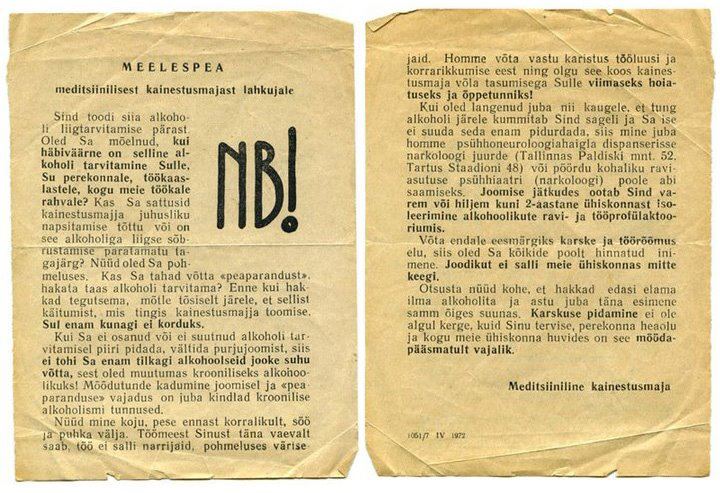 MEELESPEA
meditsiinilisest kainestusmajast lahkujale
Sind toodi siia alkoho-
li liigtarvitamise pärast
Oled Sa mõelnud, kui
häbiväärne on selline al-
koholi tarvitamine Sulle,
Su perekonnale, töökaas-
lastele, kogu meie töökale
rahvale? Kas Sa sattusid
kainestusmajja juhusliku
napsitamise tõttu või on
see alkoholiga liigse sõb-
rustamise paratamatu ta-
gajärg? Nüüd oled Sa poh-
meluses. Kas Sa tahad võtta «peaparandust».
hakata taas alkoholi tarvitama? Enne kui hak-
kad tegutsema, mõtle tõsiselt järele, et sellist
käitumist, mis tingis kainestusmajja toomise.
Sul enam kunagi ei korduks.
Kui Sa ei osanud või ei suutnud alkoholi tar-
vitamisel piiri pidada, vältida purjujoomist, siis
ei tohi Sa enam tilkagi alkohoolseid jooke suhu
võtta, sest oled muutumas krooniliseks alkohoo-
likuks! Möödutunde kadumine joomisel ja «pea-
paranduse» vajadus on juba kindlad kroonilise
alkoholismi tunnused.
Nüüd mine koju, pese ennast korralikult, söö
ja puhka välja. Töömeest Sinust täna vaevalt
saab, töö ei salli narrijaid, pohmeluses värise-
NB!
jaid. Homme võta vastu karistus tööluusi ja
korrarikkumise eest ning olgu see koos kaines-
tusmaja võla tasumisega Sulle viimaseks hoia-
tuseks ja õppetunniks!
Kui oled langenud juba nii kaugele, et tung
alkoholi järele kummitab Sind sageli ja Sa ise
ei suuda seda enam pidurdada, siis mine juba
homme psühhoneuroloogiahaigla dispanserisse
narkoloogi juurde (Tallinnas Paldiski mnt. 52,
Tartus Staadioni 48) või pöördu kohaliku ravi-
asutuse psühhiaatri (narkoloogi) poole abi
saamiseks. Joomise jätkudes ootab Sind va-
rem või hiljem kuni 2-aastane ühiskonnast iso-
leerimine alkohoolikute ravi- ja tööprofülaktoo-
riumis.
Võta endale eesmärgiks karske ja töörõõmus
elu, siis oled Sa kõikide poolt hinnatud ini-
mene. Joodikut ei salli meie ühiskonnas mitte
keegi.
Otsusta nüüd kohe, et hakkad edasi elama
ilma alkoholita ja astu juba täna esimene
samm õiges suunas. Karskuse pidamine ei ole
algul kerge, kuid Sinu tervise, perekonna heaolu
ja kogu meie ühiskonna huvides on see mööda-
pääsmatult vajalik.
Meditsiiniline kainestusmaja
1051/7 IV 1972